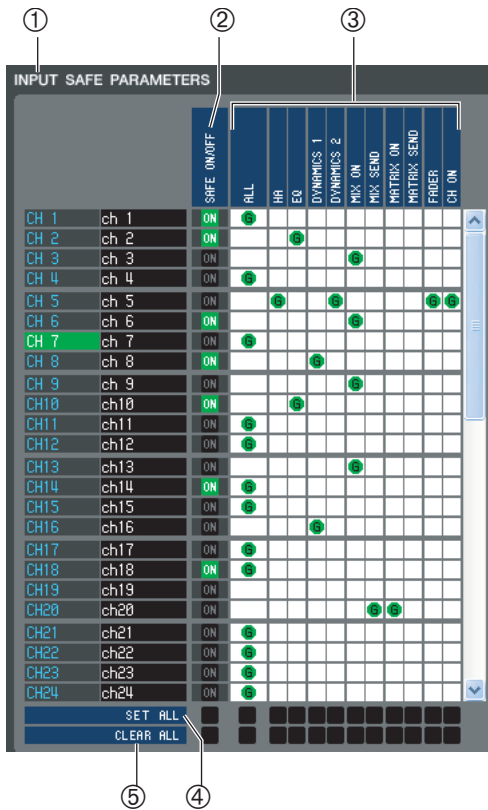 ① ② ③
INPUT SAFE PARAMETERS
SAFE ON/OFF ALL HA EQ DYNAMICS 1 DYNAMICS 2 MIX ON MIX SEND MATRIX ON MATRIX SEND FADER CH ON
CH 1 ch 1 ON G
CH 2 ch 2 ON G
CH 3 ch 3 ON G
CH 4 ch 4 ON G
CH 5 ch 5 ON G G G G
CH 6 ch 6 ON G
CH 7 ch 7 ON G
CH 8 ch 8 ON G
CH 9 ch 9 ON G
CH10 ch10 ON G
CH11 ch11 ON G
CH12 ch12 ON G
CH13 ch13 ON G
CH14 ch14 ON G
CH15 ch15 ON G
CH16 ch16 ON G
CH17 ch17 ON G
CH18 ch18 ON G
CH19 ch19 ON
CH20 ch20 ON G G
CH21 ch21 ON G
CH22 ch22 ON G
CH23 ch23 ON G
CH24 ch24 ON G
SET ALL
CLEAR ALL
⑤ ④